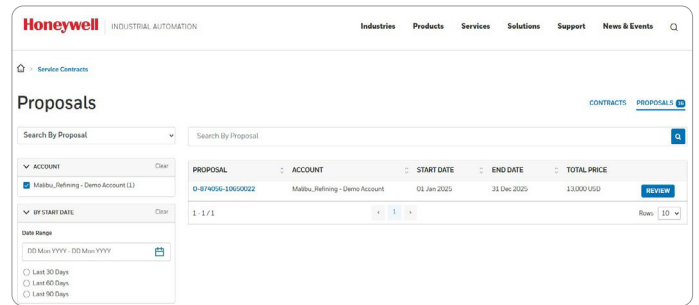 Honeywell INDUSTRIAL AUTOMATION Industries Products Services Solutions Support News & Events
> Service Contracts
Proposals
CONTRACTS PROPOSALS 16
Search By Proposal
Search By Proposal
ACCOUNT Clear
Malibu_Refining - Demo Account (1)
BY START DATE Clear
Date Range
DD Mon YYYY - DD Mon YYYY
Last 30 Days
Last 60 Days
Last 90 Days
PROPOSAL ACCOUNT START DATE END DATE TOTAL PRICE
O-874056-10650022 Malibu_Refining - Demo Account 01 Jan 2025 31 Dec 2025 13,000 USD REVIEW
1 - 1 / 1 < 1 > Rows 10